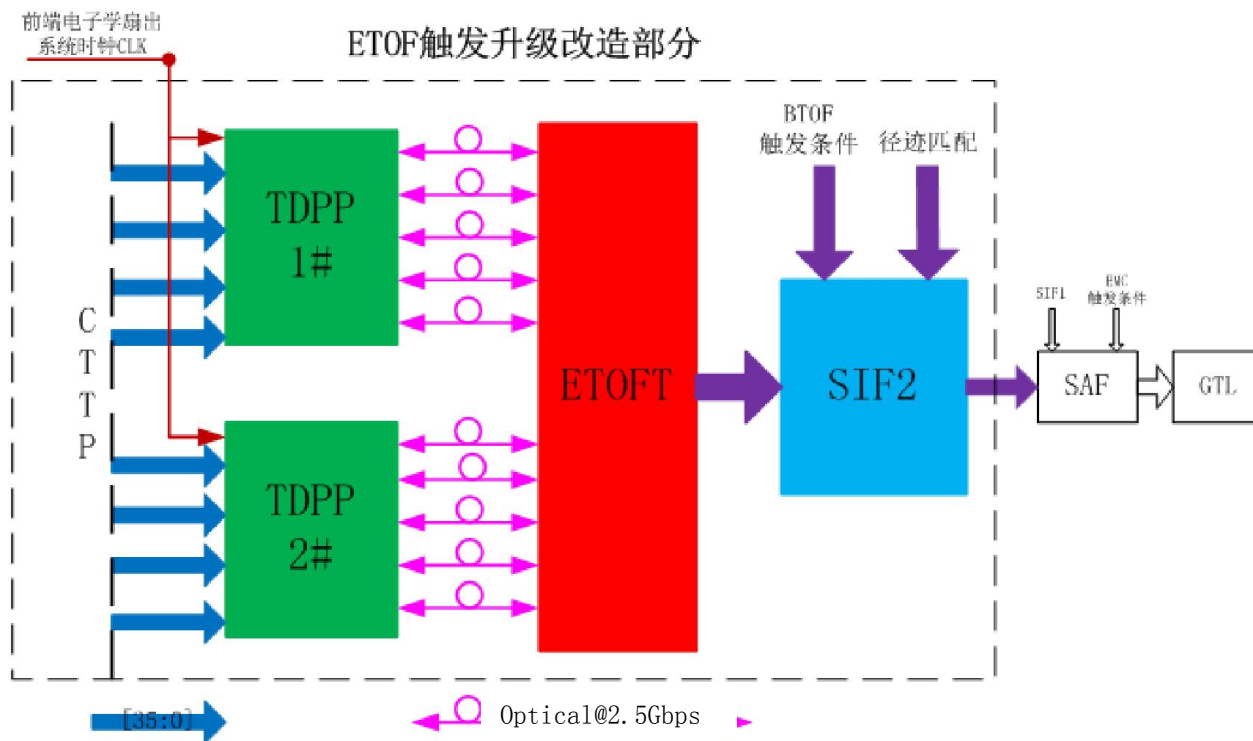 前端电子学扇出
系统时钟CLK
ETOF触发升级改造部分
BTOF
触发条件
径迹匹配
TDPP
1#
C
T
T
P
ETOFT
SIF2
SIF1
EMC
触发条件
SAF
GTL
TDPP
2#
[35:0]
Optical@2.5Gbps